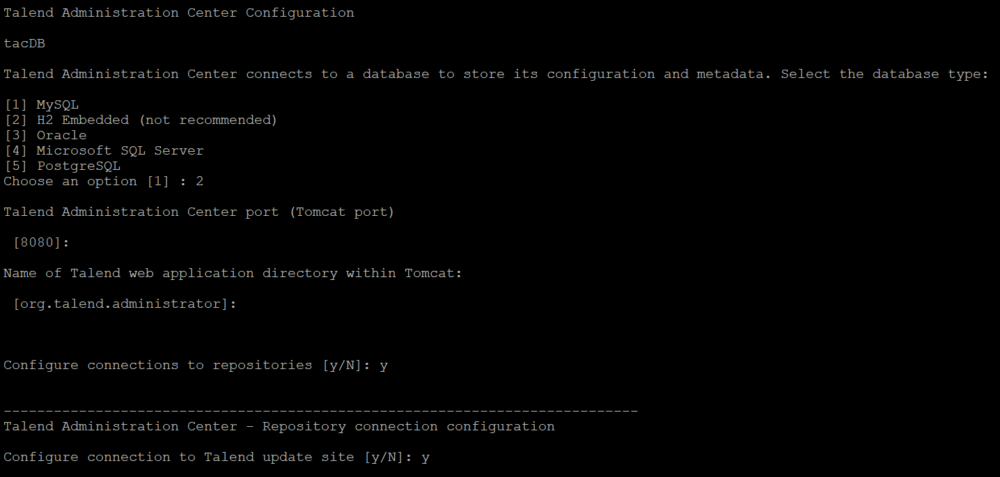 Talend Administration Center Configuration
tacDB
Talend Administration Center connects to a database to store its configuration and metadata. Select the database type:
[1] MySQL
[2] H2 Embedded (not recommended)
[3] Oracle
[4] Microsoft SQL Server
[5] PostgreSQL
Choose an option [1] : 2
Talend Administration Center port (Tomcat port)
[8080]:
Name of Talend web application directory within Tomcat:
[org.talend.administrator]:
Configure connections to repositories [y/N]: y
----------------------------------------------------------------------------
Talend Administration Center - Repository connection configuration
Configure connection to Talend update site [y/N]: y